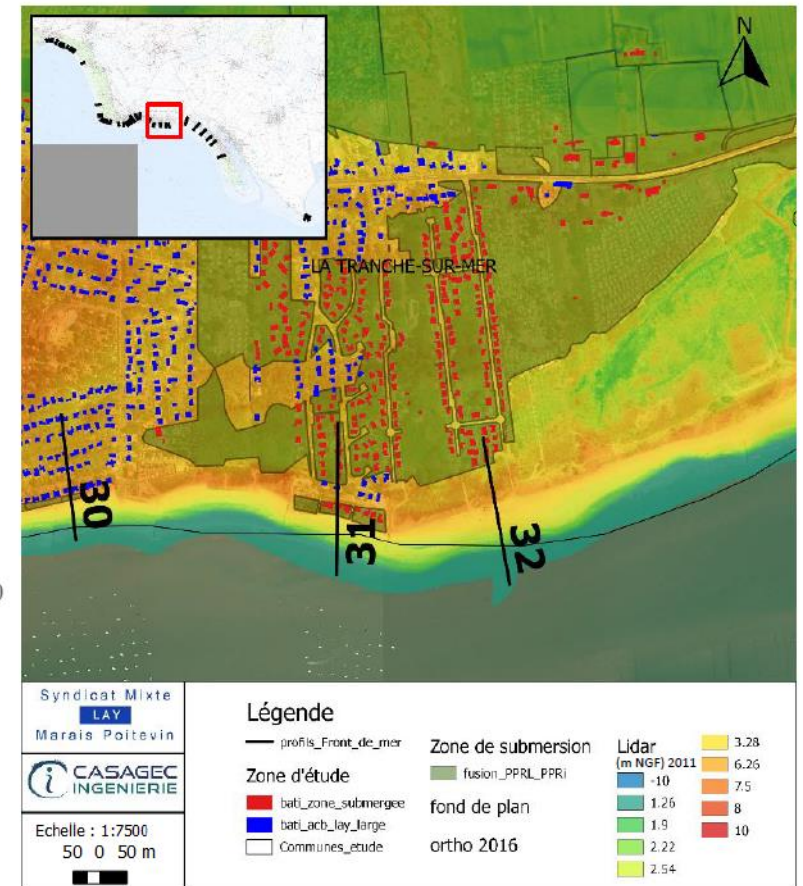 N
LA TRANCHE-SUR-MER
30
31
32
Syndicat Mixte
LAY
Marais Poitevin
CASAGEC
INGENIERIE
Echelle : 1:7500
50 0 50 m
Légende
profils_Front_de_mer
Zone d'étude
bati_zone_submergee
bati_acb_lay_large
Communes_etude
Zone de submersion
fusion_PPRL_PPRi
fond de plan
ortho 2016
Lidar
(m NGF) 2011
-10
1.26
1.9
2.22
2.54
3.28
6.26
7.5
8
10